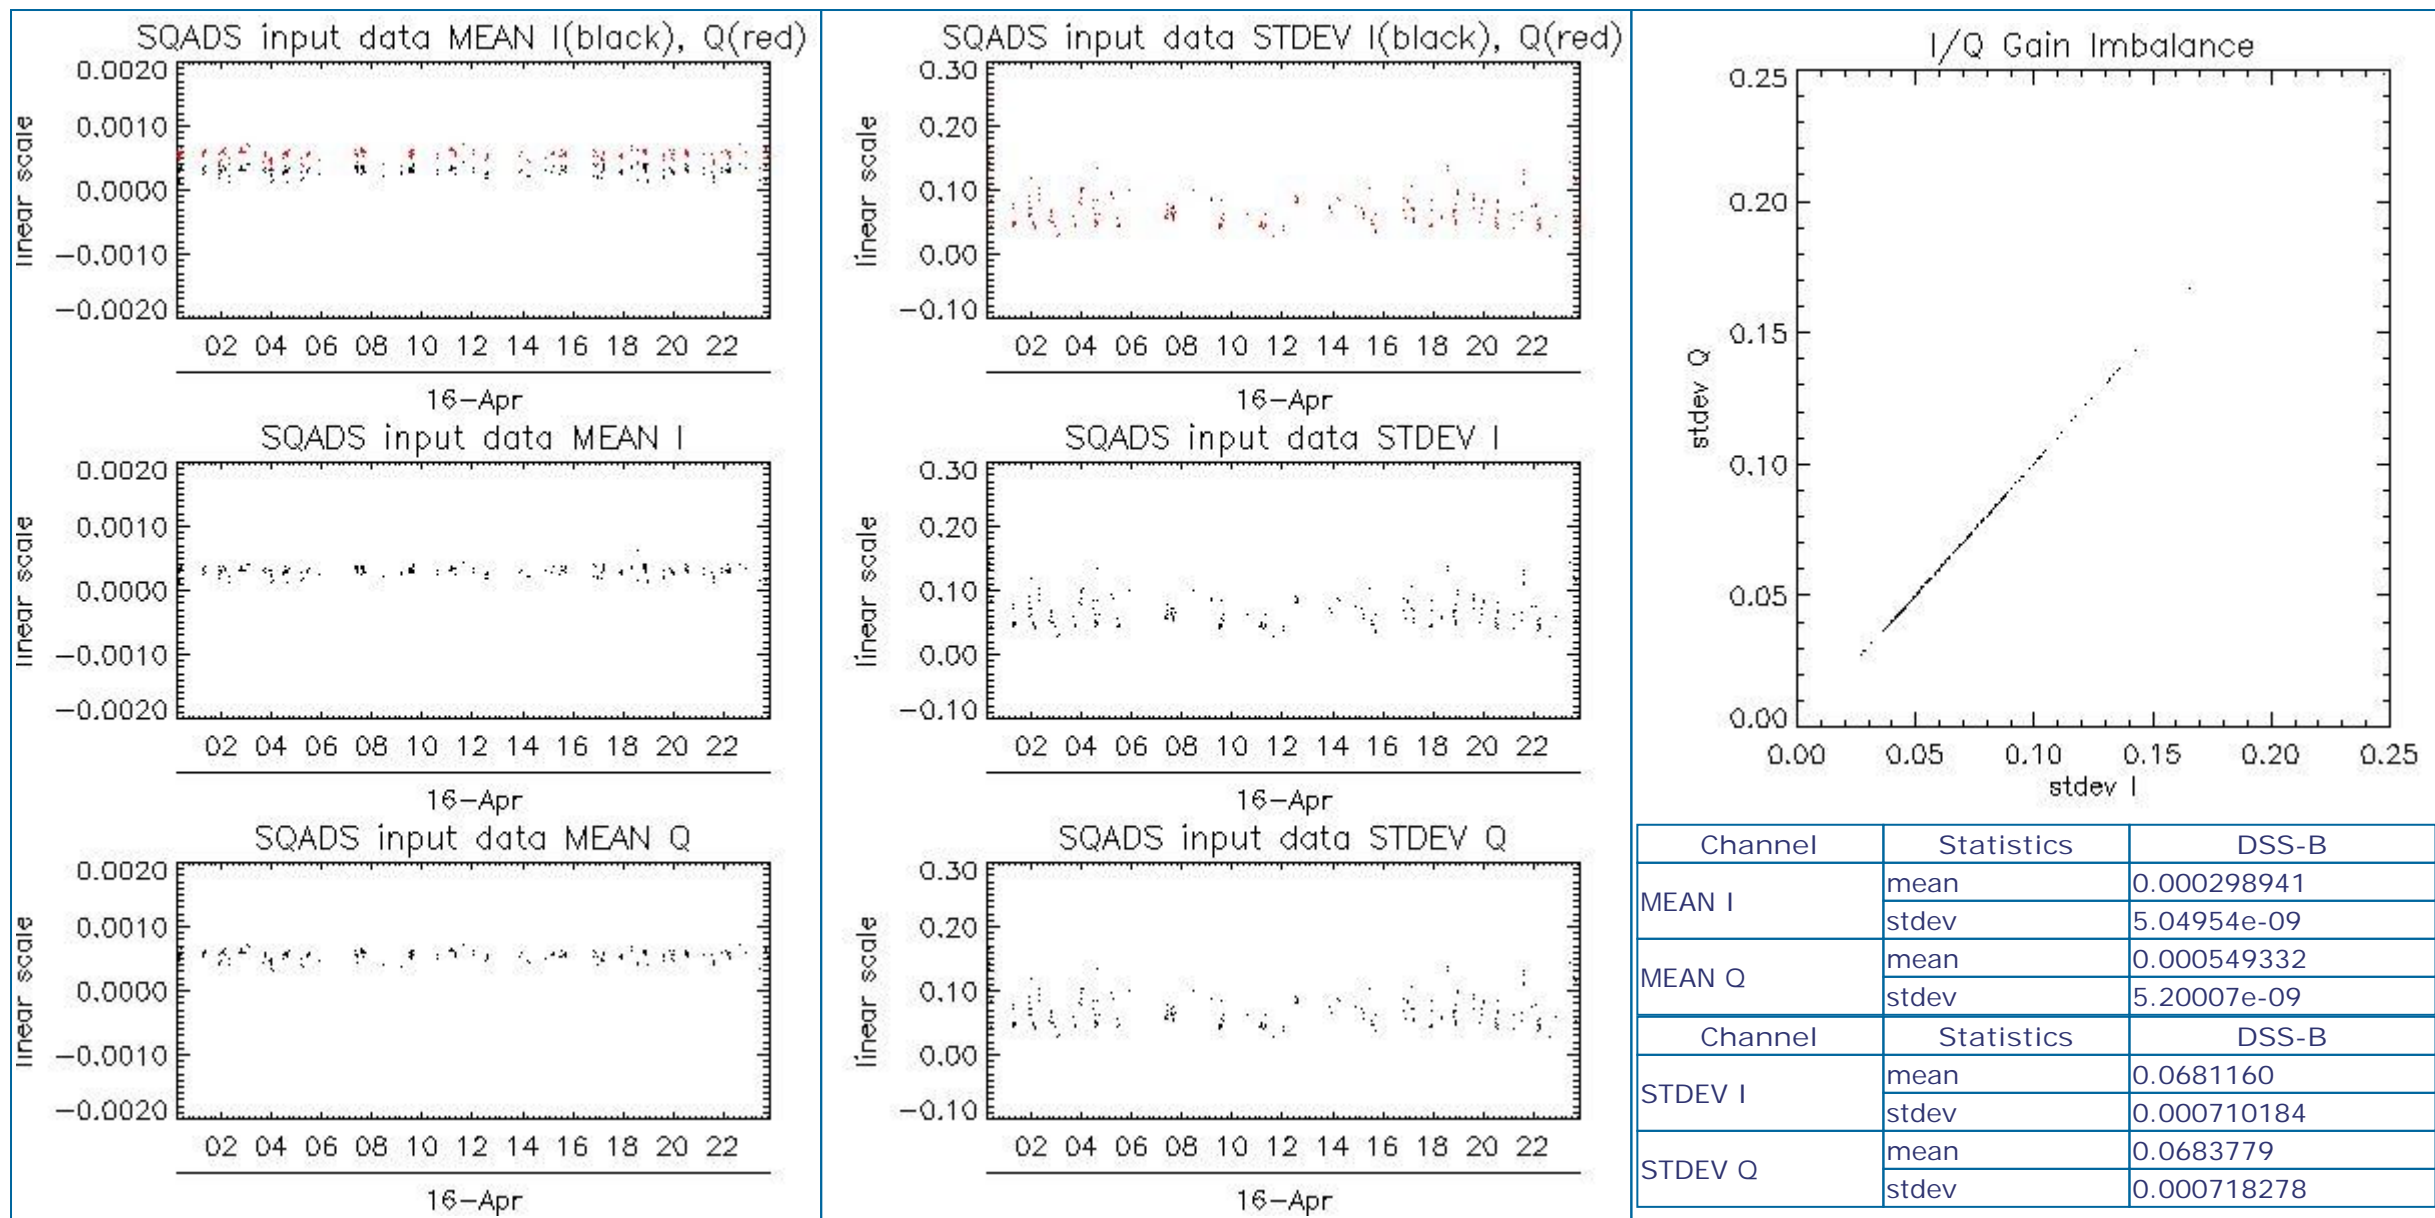 SQADS input data MEAN I(black), Q(red)
linear scale
0.0020
0.0010
0.0000
-0.0010
-0.0020
02 04 06 08 10 12 14 16 18 20 22
16-Apr
SQADS input data MEAN I
linear scale
0.0020
0.0010
0.0000
-0.0010
-0.0020
02 04 06 08 10 12 14 16 18 20 22
16-Apr
SQADS input data MEAN Q
linear scale
0.0020
0.0010
0.0000
-0.0010
-0.0020
02 04 06 08 10 12 14 16 18 20 22
16-Apr
SQADS input data STDEV I(black), Q(red)
linear scale
0.30
0.20
0.10
0.00
-0.10
02 04 06 08 10 12 14 16 18 20 22
16-Apr
SQADS input data STDEV I
linear scale
0.30
0.20
0.10
0.00
-0.10
02 04 06 08 10 12 14 16 18 20 22
16-Apr
SQADS input data STDEV Q
linear scale
0.30
0.20
0.10
0.00
-0.10
02 04 06 08 10 12 14 16 18 20 22
16-Apr
I/Q Gain Imbalance
stdev Q
0.25
0.20
0.15
0.10
0.05
0.00
0.00 0.05 0.10 0.15 0.20 0.25
stdev I
Channel Statistics DSS-B
MEAN I mean 0.000298941
stdev 5.04954e-09
MEAN Q mean 0.000549332
stdev 5.20007e-09
Channel Statistics DSS-B
STDEV I mean 0.0681160
stdev 0.000710184
STDEV Q mean 0.0683779
stdev 0.000718278